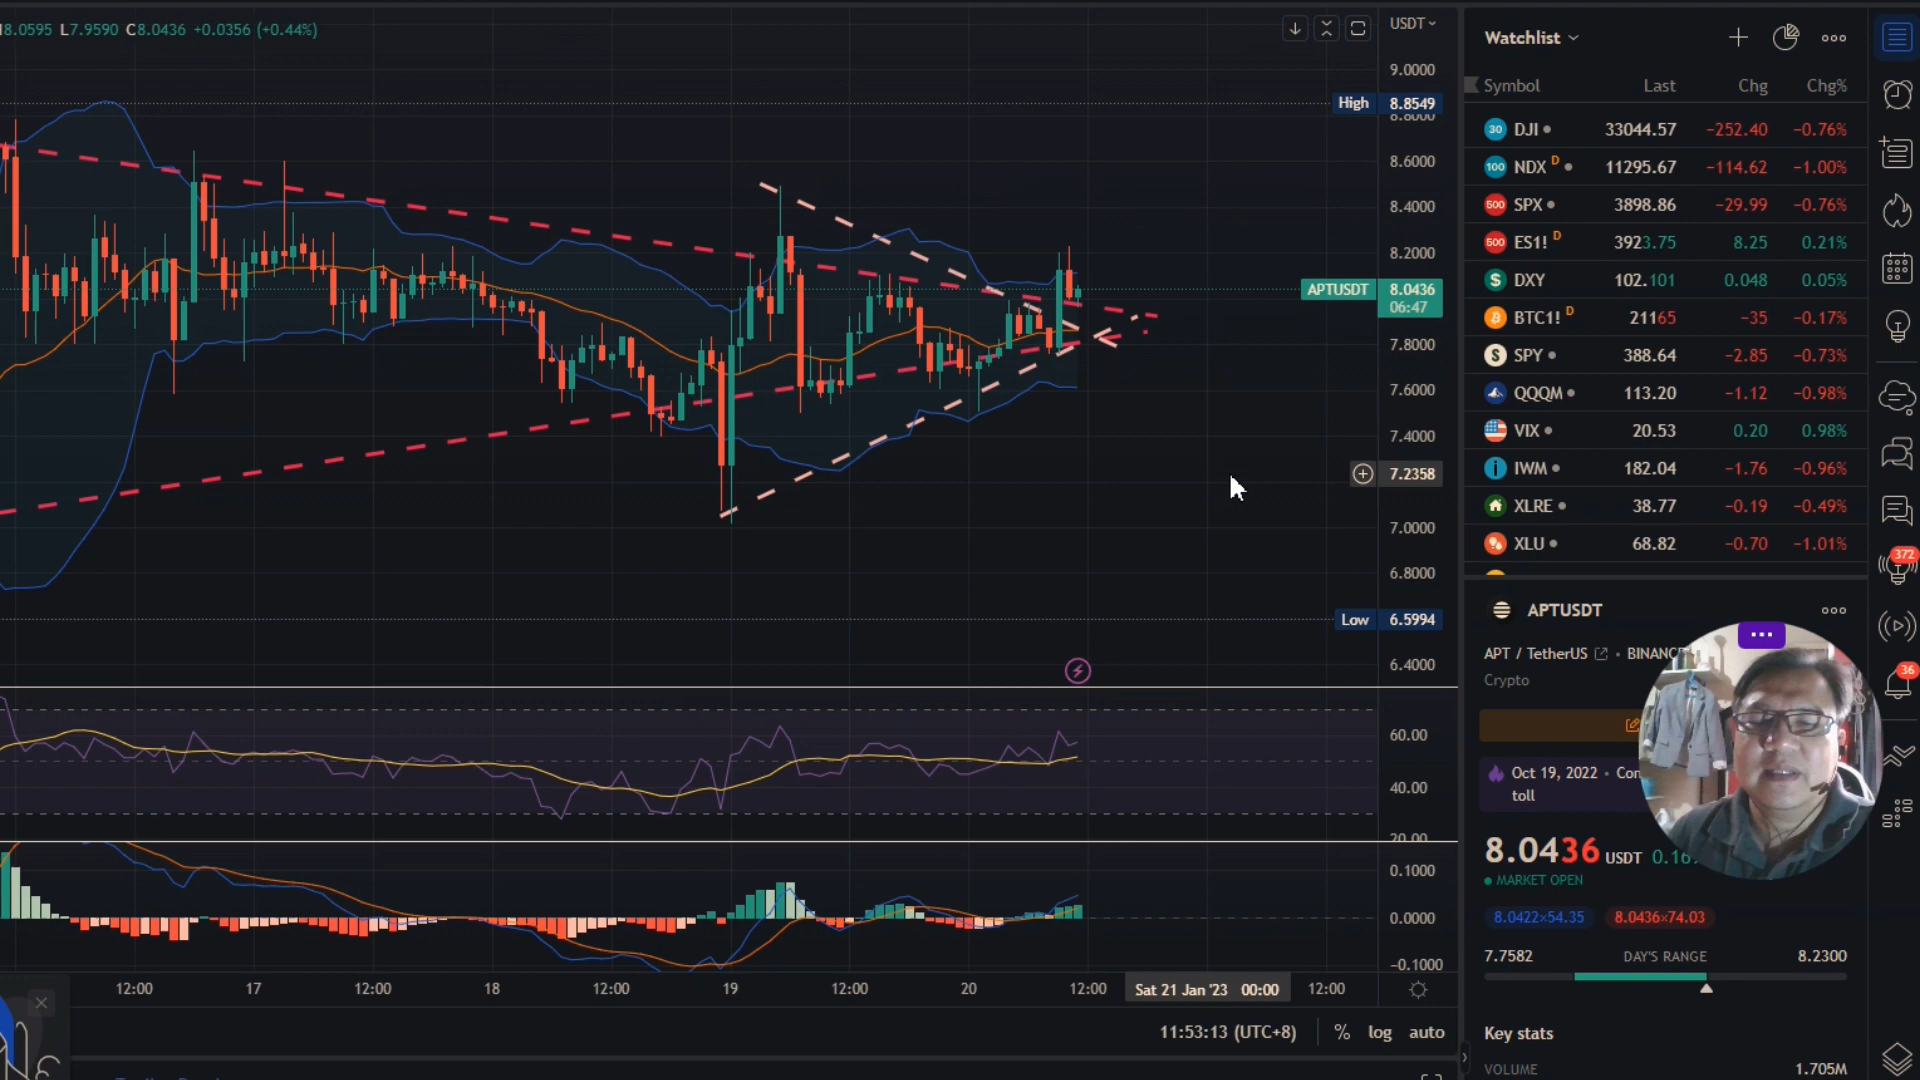 8.0595 L7.9590 C8.0436 +0.0356 (+0.44%)
USDT
9.0000
High 8.8549
8.8000
8.6000
8.4000
8.2000
APTUSDT 8.0436
06:47
7.8000
7.6000
7.4000
7.2358
7.0000
6.8000
Low 6.5994
6.4000
60.00
40.00
20.00
0.1000
0.0000
−0.1000
12:00 17 12:00 18 12:00 19 12:00 20 12:00 Sat 21 Jan '23 00:00 12:00
11:53:13 (UTC+8) % log auto
Watchlist
Symbol Last Chg Chg%
30 DJI 33044.57 −252.40 −0.76%
100 NDX D 11295.67 −114.62 −1.00%
500 SPX 3898.86 −29.99 −0.76%
500 ES1! D 3923.75 8.25 0.21%
$ DXY 102.101 0.048 0.05%
BTC1! D 21165 −35 −0.17%
S SPY 388.64 −2.85 −0.73%
QQQM 113.20 −1.12 −0.98%
VIX 20.53 0.20 0.98%
IWM 182.04 −1.76 −0.96%
XLRE 38.77 −0.19 −0.49%
XLU 68.82 −0.70 −1.01%
372
36
APTUSDT
APT / TetherUS • BINANC
Crypto
Oct 19, 2022 • Con
toll
8.0436 USDT 0.16
MARKET OPEN
8.0422×54.35 8.0436×74.03
7.7582 DAY'S RANGE 8.2300
Key stats
VOLUME 1.705M